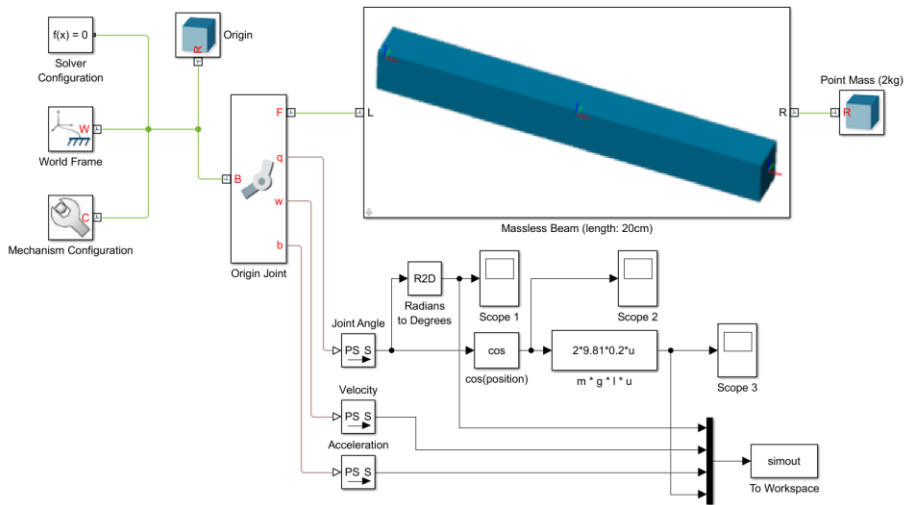 f(x) = 0
Solver
Configuration
R
Origin
W
World Frame
C
Mechanism Configuration
B
F
q
w
b
Origin Joint
L
R
Massless Beam (length: 20cm)
Point Mass (2kg)
R
R2D
Radians
to Degrees
Scope 1
Scope 2
Joint Angle
PS S
cos
cos(position)
2*9.81*0.2*u
m * g * l * u
Scope 3
Velocity
PS S
Acceleration
PS S
simout
To Workspace